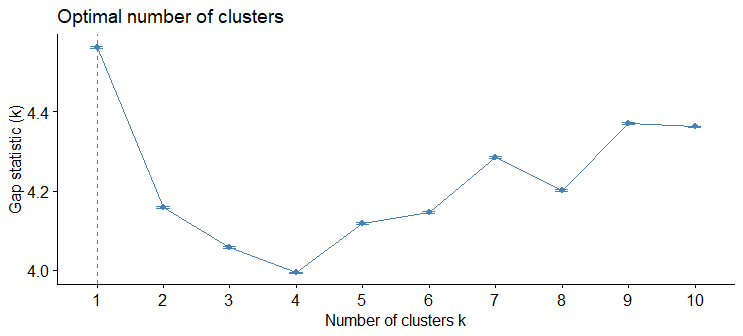 Optimal number of clusters
Gap statistic (k)
4.4
4.2
4.0
1 2 3 4 5 6 7 8 9 10
Number of clusters k